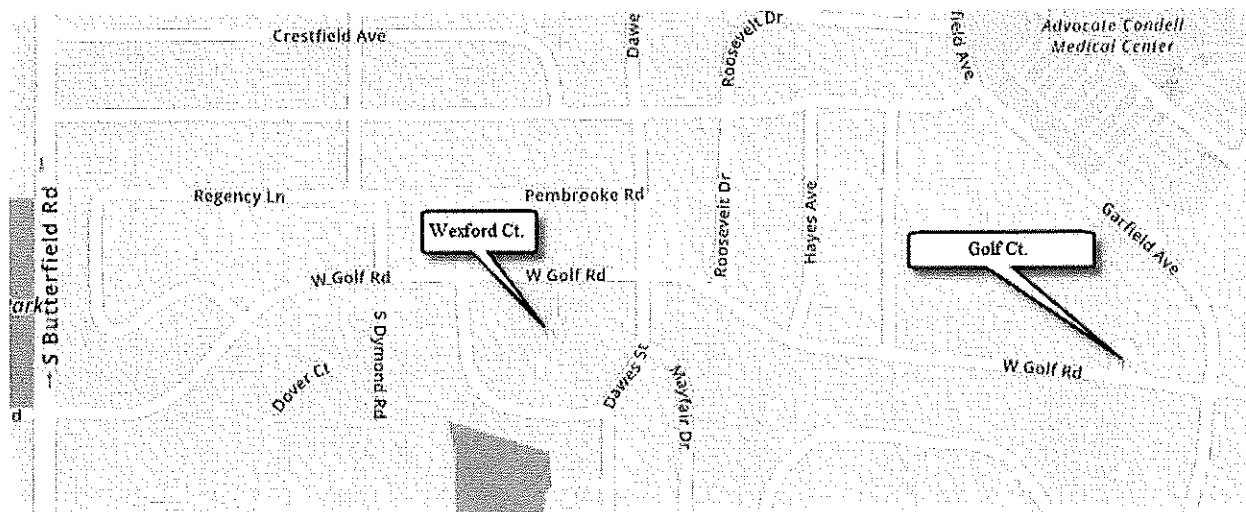 Crestfield Ave
Dawe
Roosevelt Dr
field Ave
Advocate Condell
Medical Center
Regency Ln
Pembrooke Rd
S Butterfield Rd
Roosevelt Dr
Hayes Ave
Garfield Ave
Wexford Ct.
Golf Ct.
W Golf Rd
W Golf Rd
Park
S Dymond Rd
Dover Ct
Dawes St
Mayfair Dr.
W Golf Rd
d